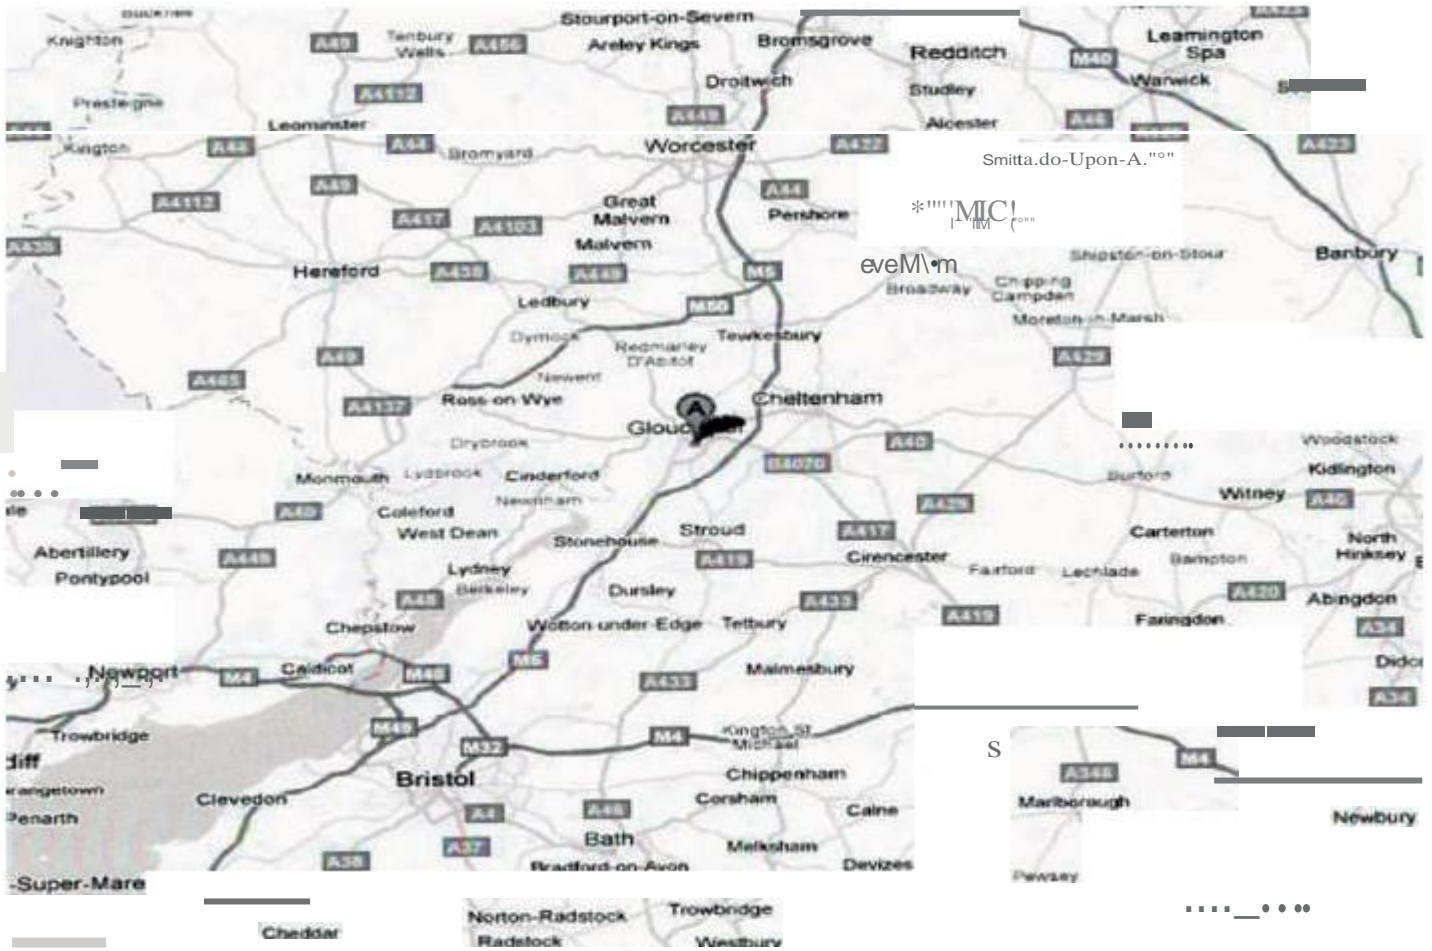 Stourport-on-Severn
Knighton
A49
Tenbury
Wells
A456
Areley Kings
Bromsgrove
Redditch
M40
Leamington
Spa
Droitwich
Warwick
Presteigne
A4112
Studley
Leominster
A449
Alcester
A46
Kington
A44
A44
Bromyard
Worcester
A422
A423
Smitta.do-Upon-A."°"
A4112
A49
A417
A4103
Great
Malvern
Malvern
A44
Pershore
A438
Hereford
A438
A449
M5
eveM\•m
Shipston-on-Stour
Banbury
Broadway
Chipping
Campden
Ledbury
M50
Moreton-in-Marsh
Dymock
Redmarley
D'Abitot
Tewkesbury
A49
A429
A465
Newent
A4137
Ross-on-Wye
A
Cheltenham
Drybrook
A40
Woodstock
Monmouth
Lydbrook
Cinderford
B4070
Burford
Kidlington
Newnham
Witney
A40
A40
Coleford
A429
West Dean
Stonehouse
Stroud
A417
Carterton
North
Hinksey
Abertillery
A449
A419
Cirencester
Bampton
Pontypool
Lydney
Berkeley
Dursley
Fairford
Lechlade
A420
A48
A433
A419
Abingdon
Chepstow
Wotton-under-Edge
Tetbury
Faringdon
A34
Newport
M4
Caldicot
M48
M5
Malmesbury
A433
A34
Trowbridge
M49
M32
M4
Kington St
Michael
S
M4
diff
Bristol
Chippenham
A346
rangetown
Clevedon
Corsham
Marlborough
Penarth
A4
A46
Calne
Newbury
A37
Bath
Melksham
A38
Bradford-on-Avon
Devizes
-Super-Mare
Pewsey
Norton-Radstock
Trowbridge
Cheddar
Radstock
Westbury